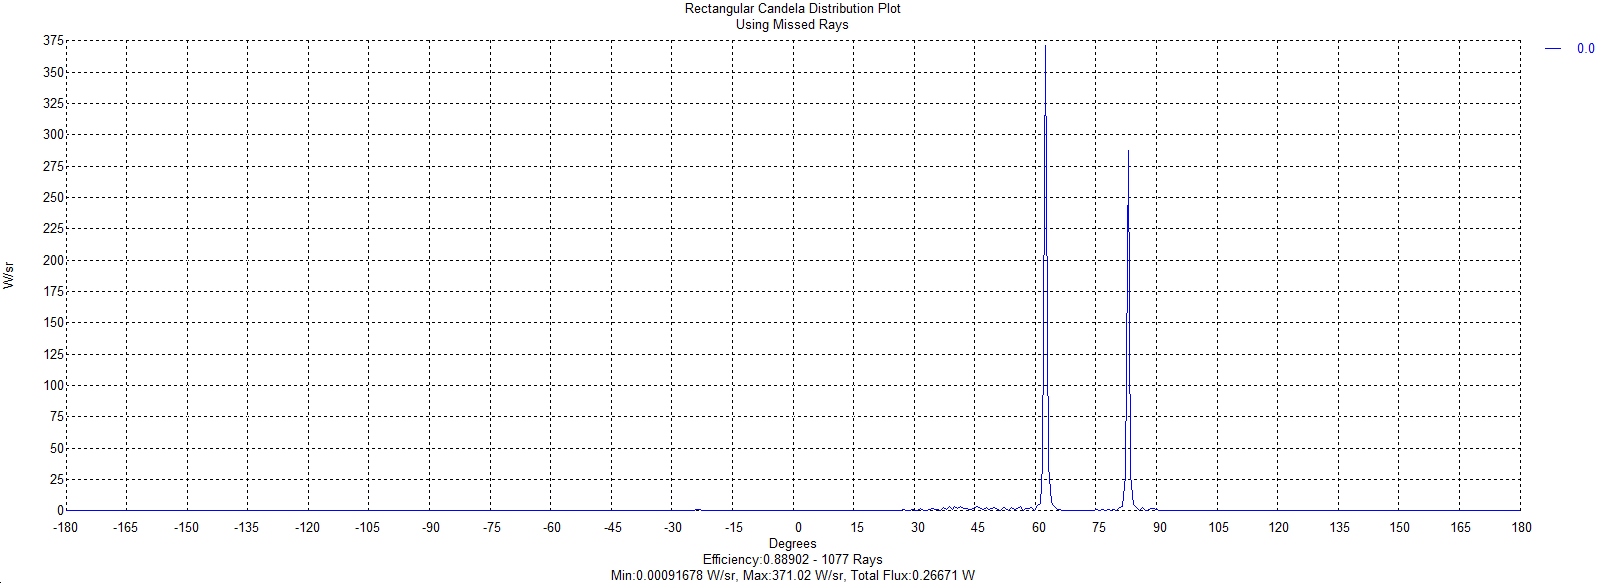 Rectangular Candela Distribution Plot
Using Missed Rays
375
350
325
300
275
250
225
200
175
150
125
100
75
50
25
0
W/sr
0.0
-180 -165 -150 -135 -120 -105 -90 -75 -60 -45 -30 -15 0 15 30 45 60 75 90 105 120 135 150 165 180
Degrees
Efficiency:0.88902 - 1077 Rays
Min:0.00091678 W/sr, Max:371.02 W/sr, Total Flux:0.26671 W